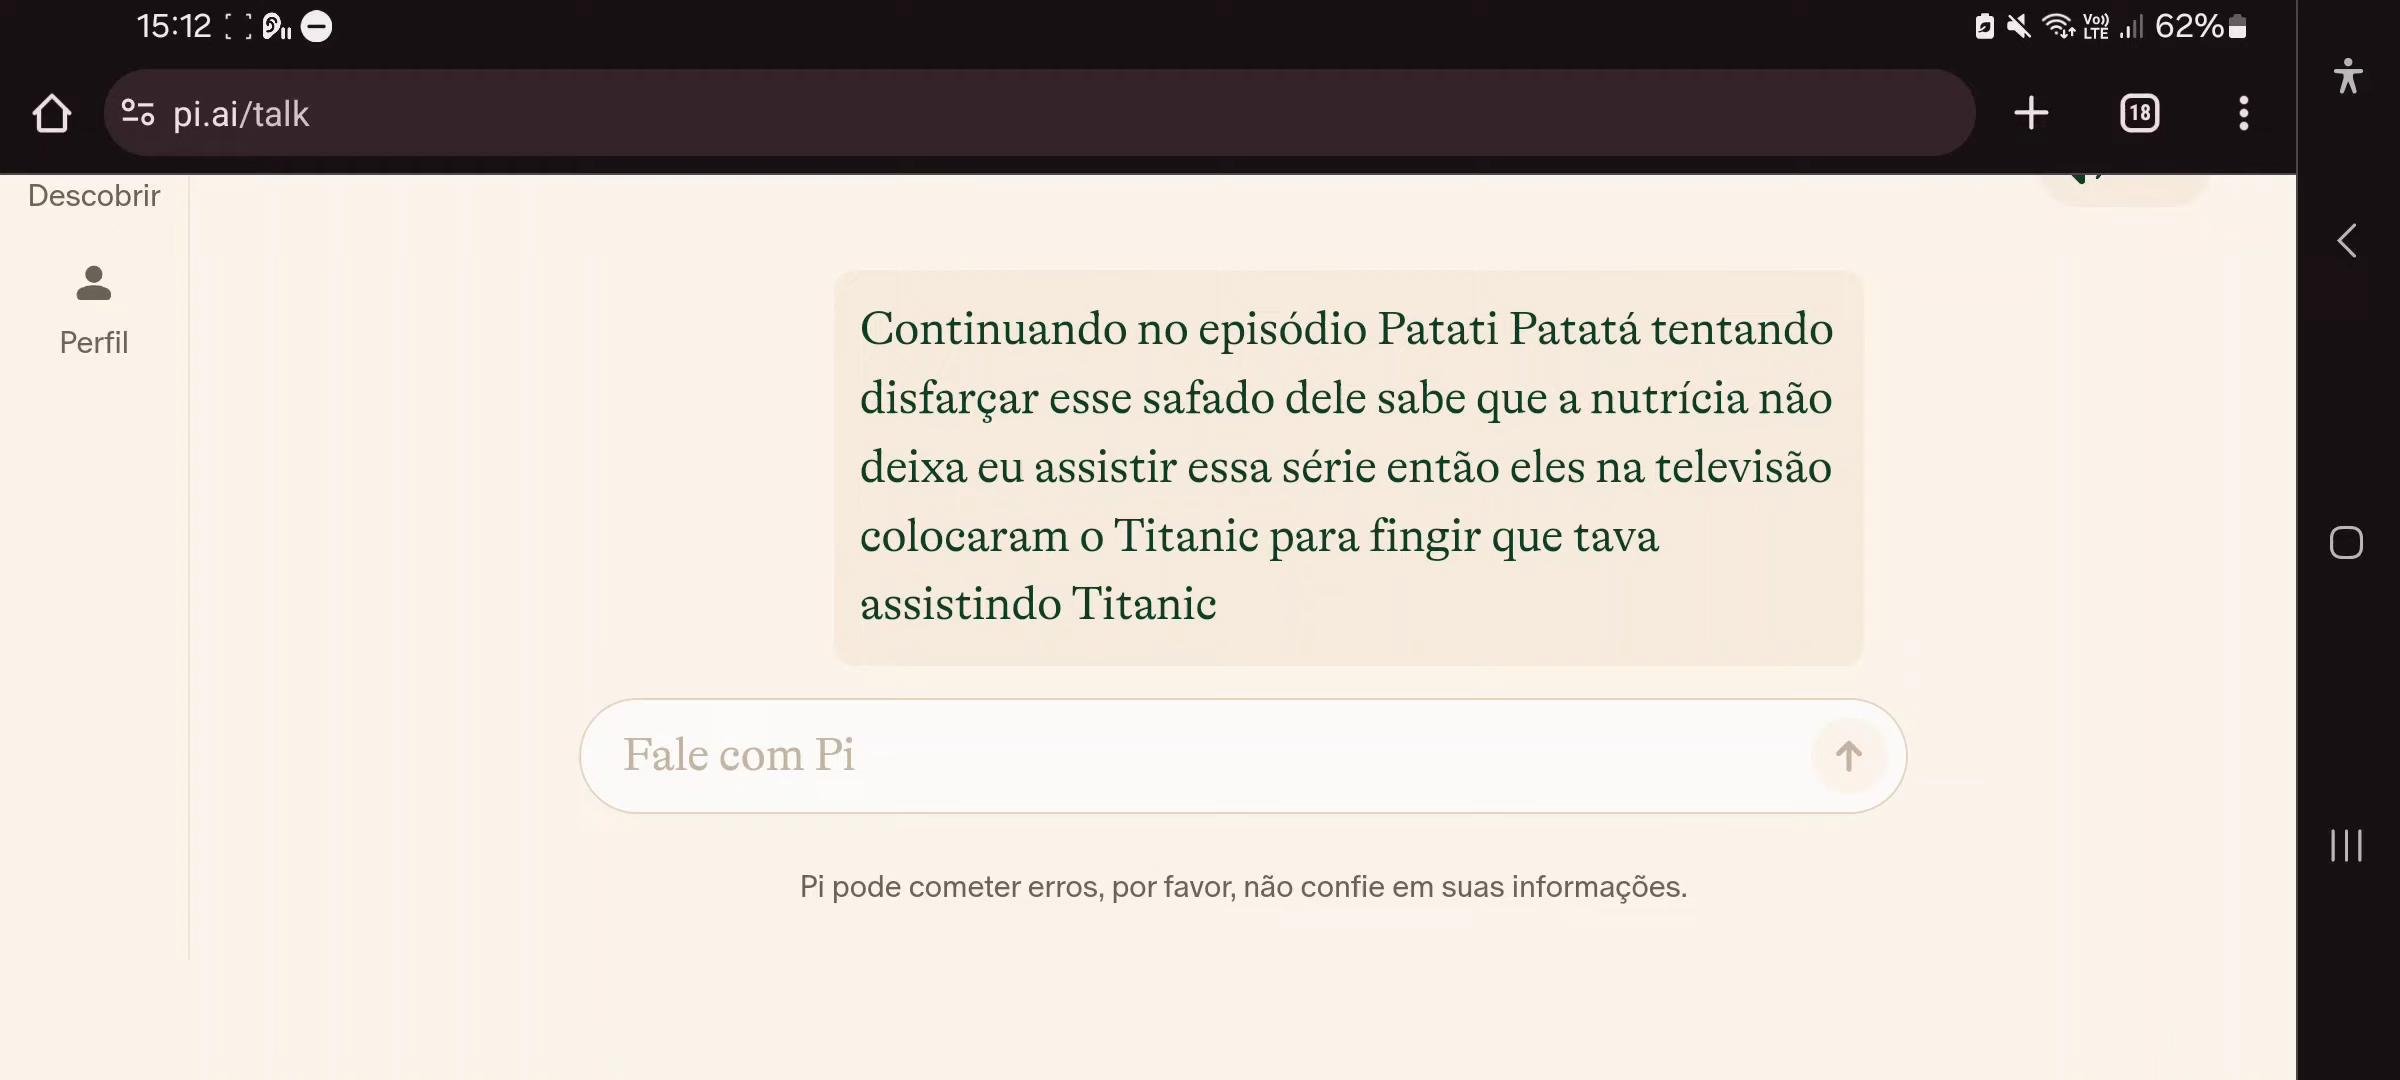 15:12
Vo))
LTE
62%
pi.ai/talk
18
Descobrir
Perfil
Continuando no episódio Patati Patatá tentando
disfarçar esse safado dele sabe que a nutrícia não
deixa eu assistir essa série então eles na televisão
colocaram o Titanic para fingir que tava
assistindo Titanic
Fale com Pi
Pi pode cometer erros, por favor, não confie em suas informações.